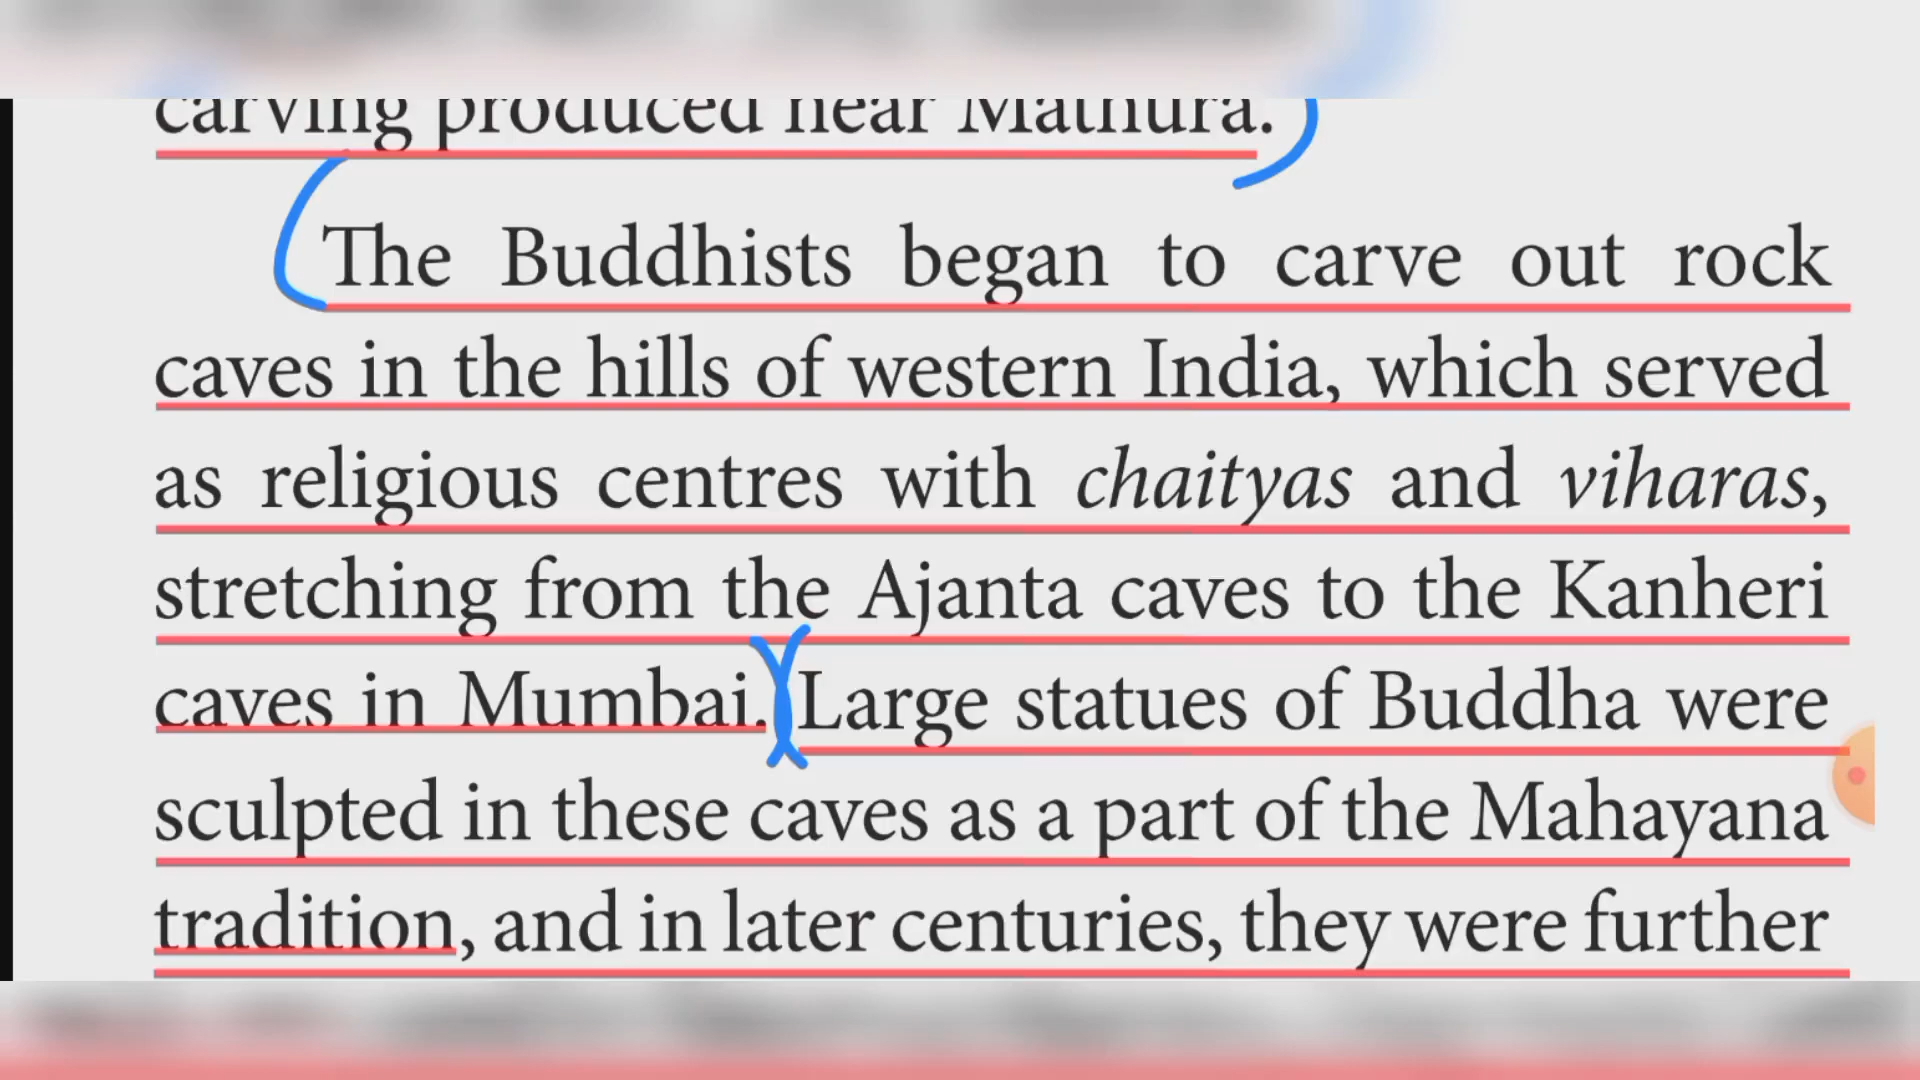 carving produced near Mathura.
The Buddhists began to carve out rock
caves in the hills of western India, which served
as religious centres with chaityas and viharas,
stretching from the Ajanta caves to the Kanheri
caves in Mumbai. Large statues of Buddha were
sculpted in these caves as a part of the Mahayana
tradition, and in later centuries, they were further